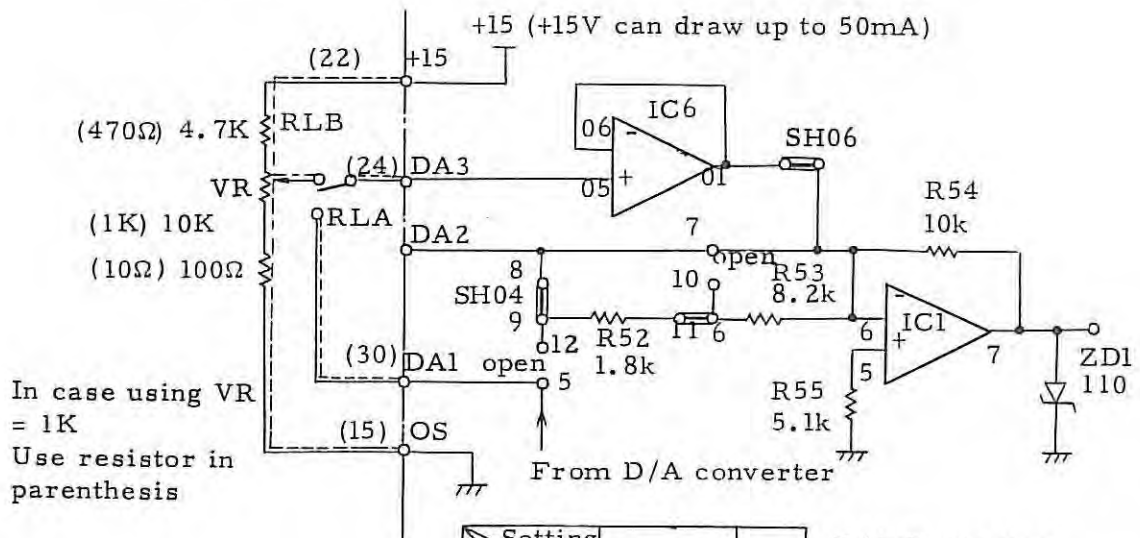 +15 (+15V can draw up to 50mA)
(22) +15
(470Ω) 4.7K RLB
IC6
06
-
SH06
(24) DA3
+
05
01
VR
R54
10k
(1K) 10K
RLA
DA2
7
open
(10Ω) 100Ω
8
10
R53
8.2k
SH04
9
11
6
6
-
IC1
12
R52
1.8k
+
5
7
ZD1
110
(30) DA1 open
5
R55
5.1k
In case using VR
= 1K
(15) OS
Use resistor in
parenthesis
From D/A converter
Setting